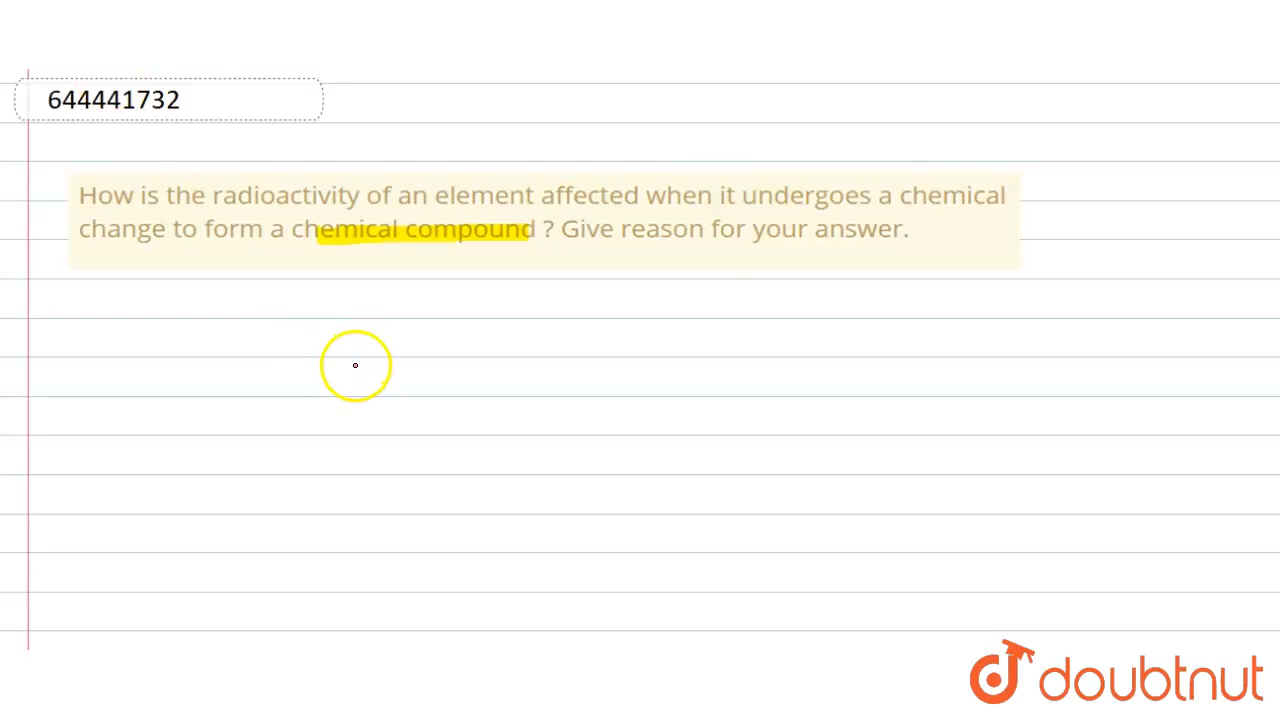 644441732
How is the radioactivity of an element affected when it undergoes a chemical
change to form a chemical compound ? Give reason for your answer.
doubtnut